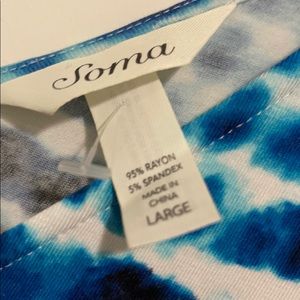 Soma
95% RAYON
5% SPANDEX
MADE IN
CHINA
LARGE